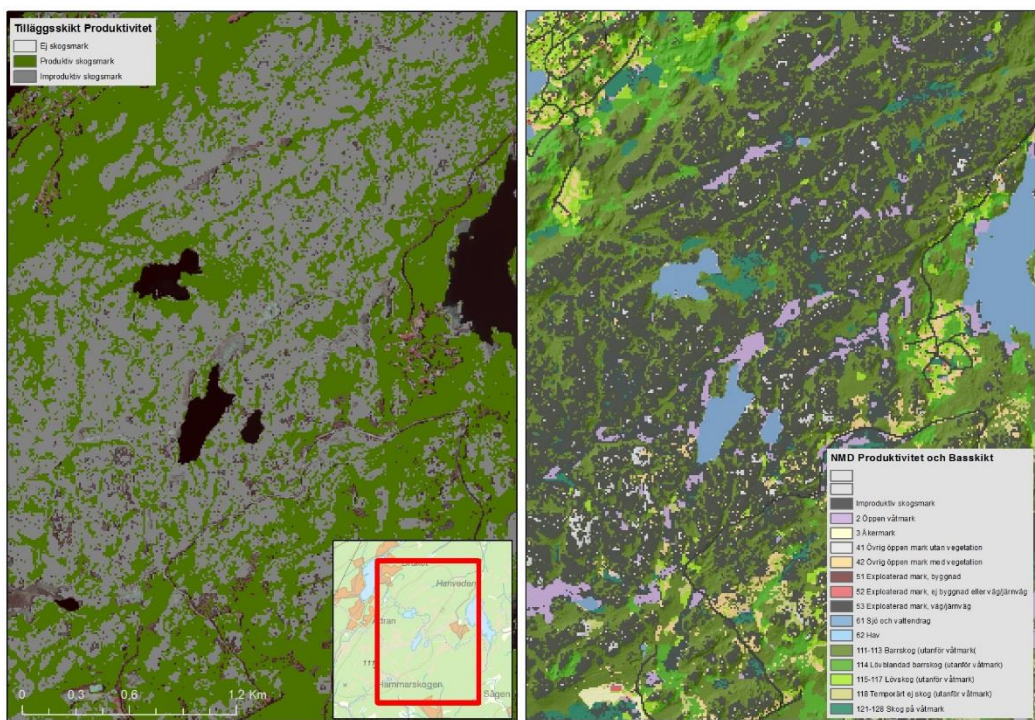 Tilläggsskikt Produktivitet
Ej skogsmark
Produktiv skogsmark
Improduktiv skogsmark
0 0.3 0.6 1.2 Km
Hanveden
Ådran
111
Hammarskogen
Sågen
NMD Produktivitet och Basskikt
Improduktiv skogsmark
2 Öppen våtmark
3 Åkermark
41 Övrig öppen mark utan vegetation
42 Övrig öppen mark med vegetation
51 Exploaterad mark, byggnad
52 Exploaterad mark, ej byggnad eller väg/järnväg
53 Exploaterad mark, väg/järnväg
61 Sjö och vattendrag
62 Hav
111-113 Barrskog (utanför våtmark(
114 Lövblandad barrskog (utanför våtmark)
115-117 Lövskog (utanför våtmark)
118 Temporärt ej skog (utanför våtmark)
121-128 Skog på våtmark